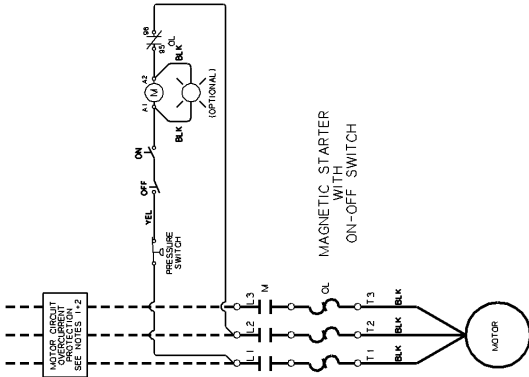 96
95
OL
BLK
A2
M
A1
(OPTIONAL)
BLK
ON
OFF
YEL
PRESSURE
SWITCH
MAGNETIC STARTER
WITH
ON-OFF SWITCH
MOTOR CIRCUIT
OVERCURRENT
PROTECTION
SEE NOTES 1+2
L3
M
OL
T3
BLK
L2
T2
BLK
L1
T1
BLK
MOTOR